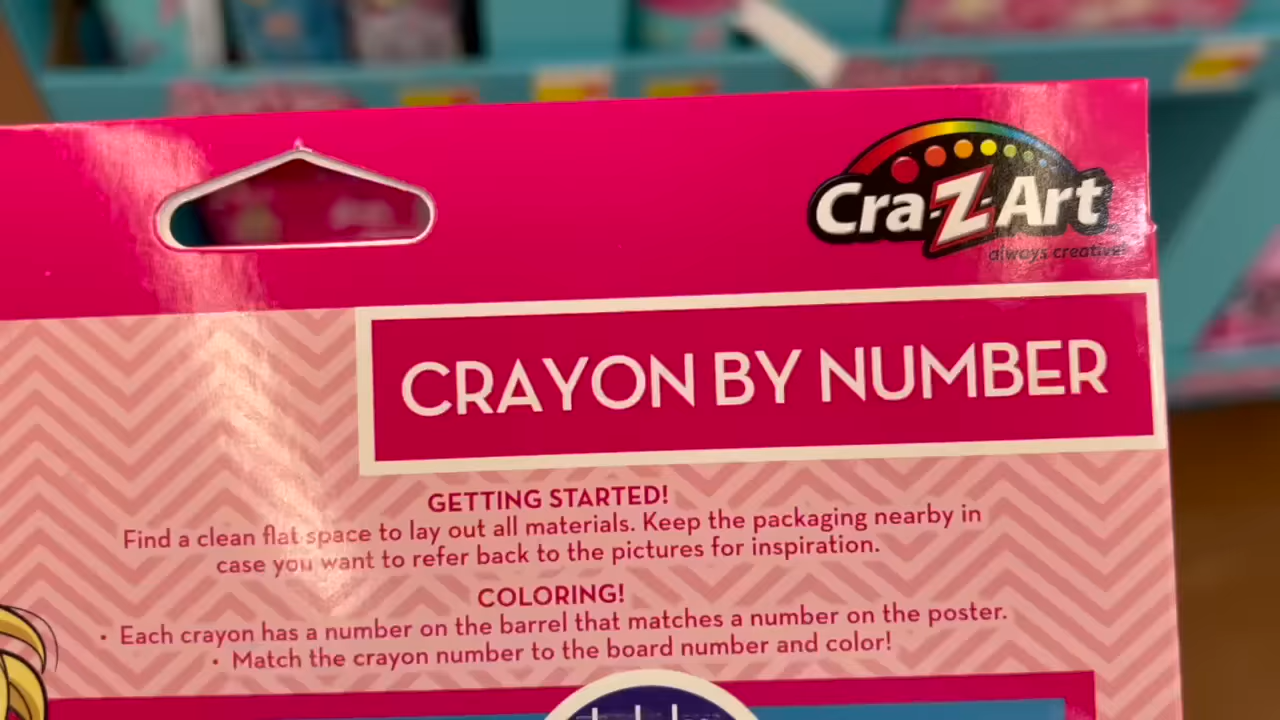 Cra-Z-Art
always creative!
CRAYON BY NUMBER
GETTING STARTED!
Find a clean flat space to lay out all materials. Keep the packaging nearby in
case you want to refer back to the pictures for inspiration.
COLORING!
• Each crayon has a number on the barrel that matches a number on the poster.
• Match the crayon number to the board number and color!